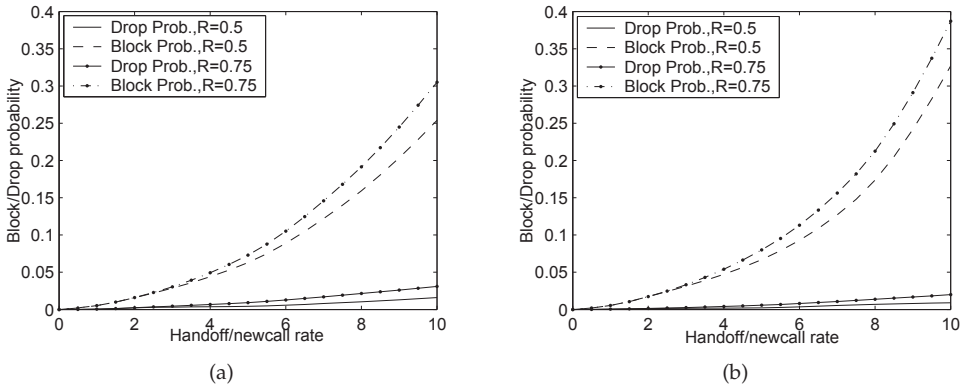 0.4
0.35
0.3
0.25
0.2
0.15
0.1
0.05
0
Block/Drop probability
Drop Prob.,R=0.5
Block Prob.,R=0.5
Drop Prob.,R=0.75
Block Prob.,R=0.75
0 2 4 6 8 10
Handoff/newcall rate
(a)
0.4
0.35
0.3
0.25
0.2
0.15
0.1
0.05
0
Block/Drop probability
Drop Prob.,R=0.5
Block Prob.,R=0.5
Drop Prob.,R=0.75
Block Prob.,R=0.75
0 2 4 6 8 10
Handoff/newcall rate
(b)